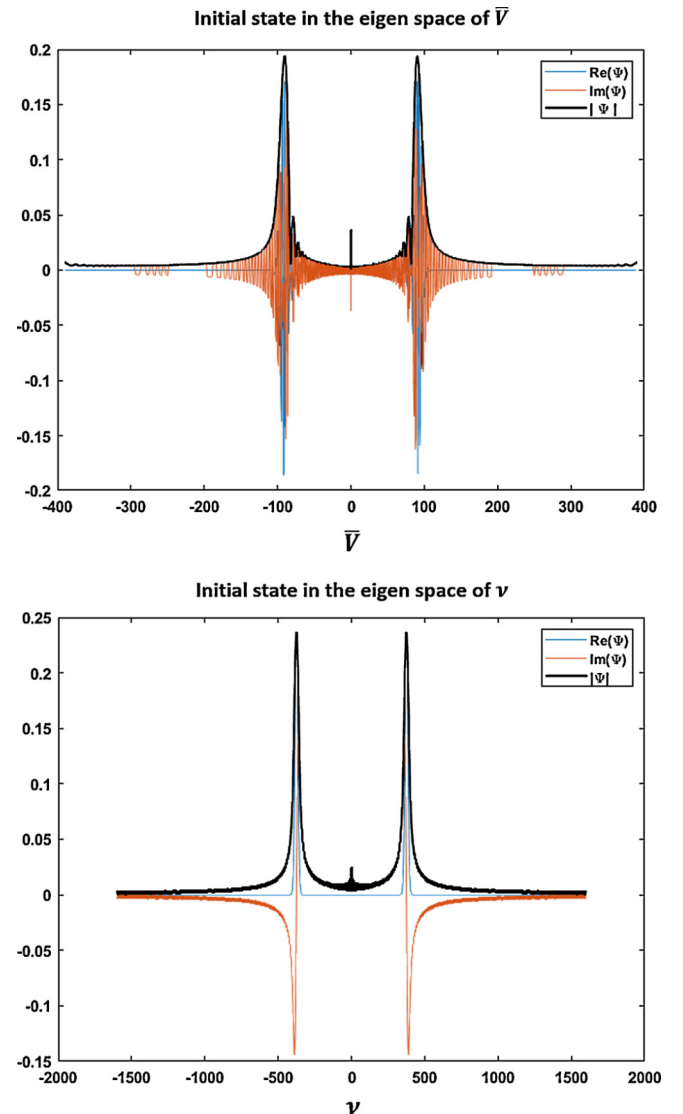 Initial state in the eigen space of V̅
0.2
0.15
0.1
0.05
0
-0.05
-0.1
-0.15
-0.2
Re(Ψ)
Im(Ψ)
| Ψ |
-400 -300 -200 -100 0 100 200 300 400
V̅
Initial state in the eigen space of ν
0.25
0.2
0.15
0.1
0.05
0
-0.05
-0.1
-0.15
Re(Ψ)
Im(Ψ)
|Ψ|
-2000 -1500 -1000 -500 0 500 1000 1500 2000
ν